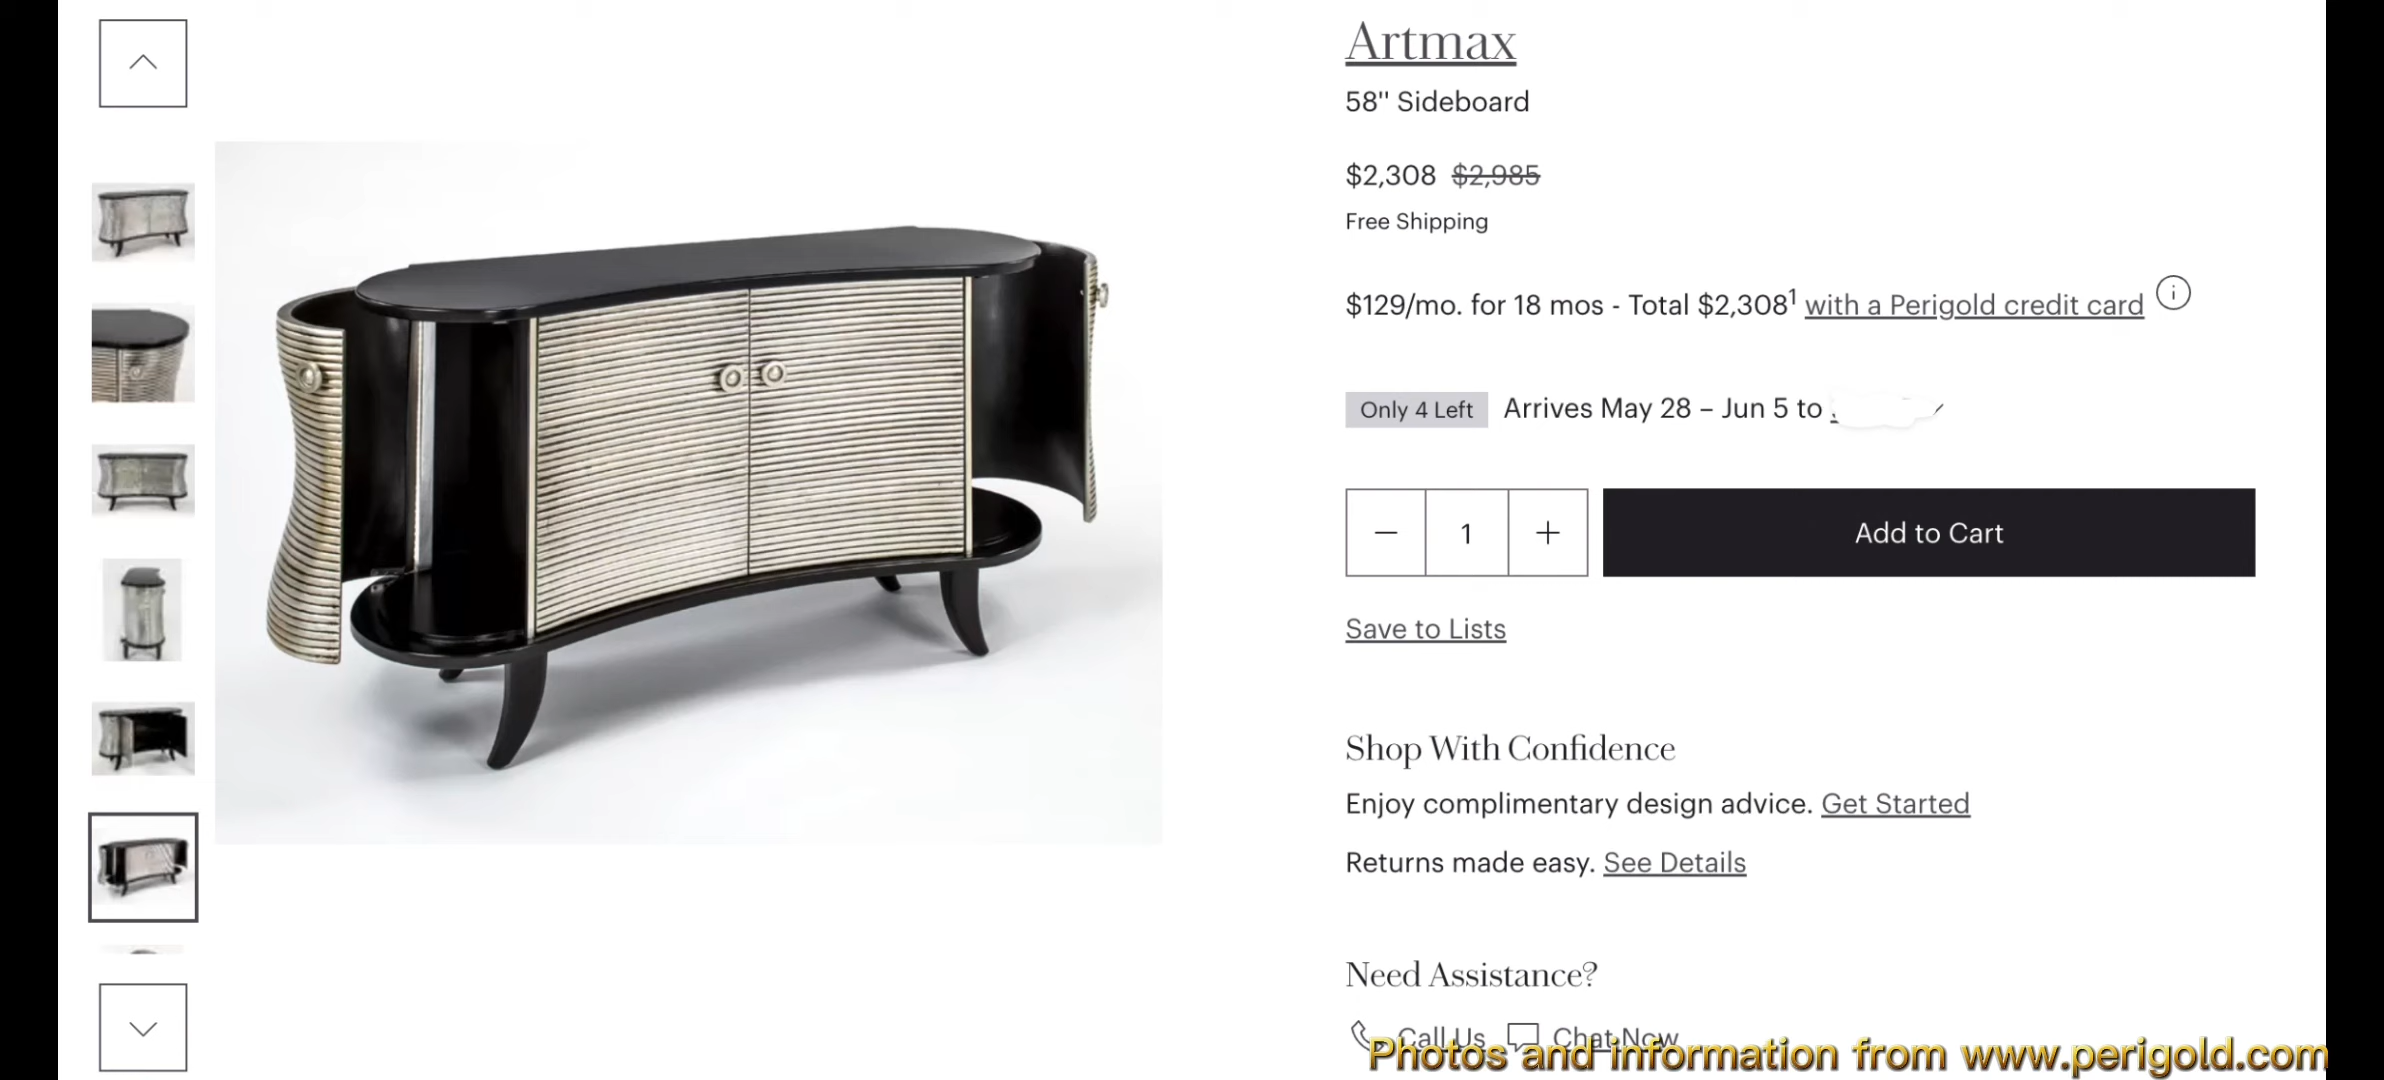 Artmax
58" Sideboard
$2,308 $2,985
Free Shipping
$129/mo. for 18 mos - Total $2,308¹ with a Perigold credit card
Only 4 Left Arrives May 28 – Jun 5 to
1 Add to Cart
Save to Lists
Shop With Confidence
Enjoy complimentary design advice. Get Started
Returns made easy. See Details
Need Assistance?
Call Us Chat Now
Photos and information from www.perigold.com